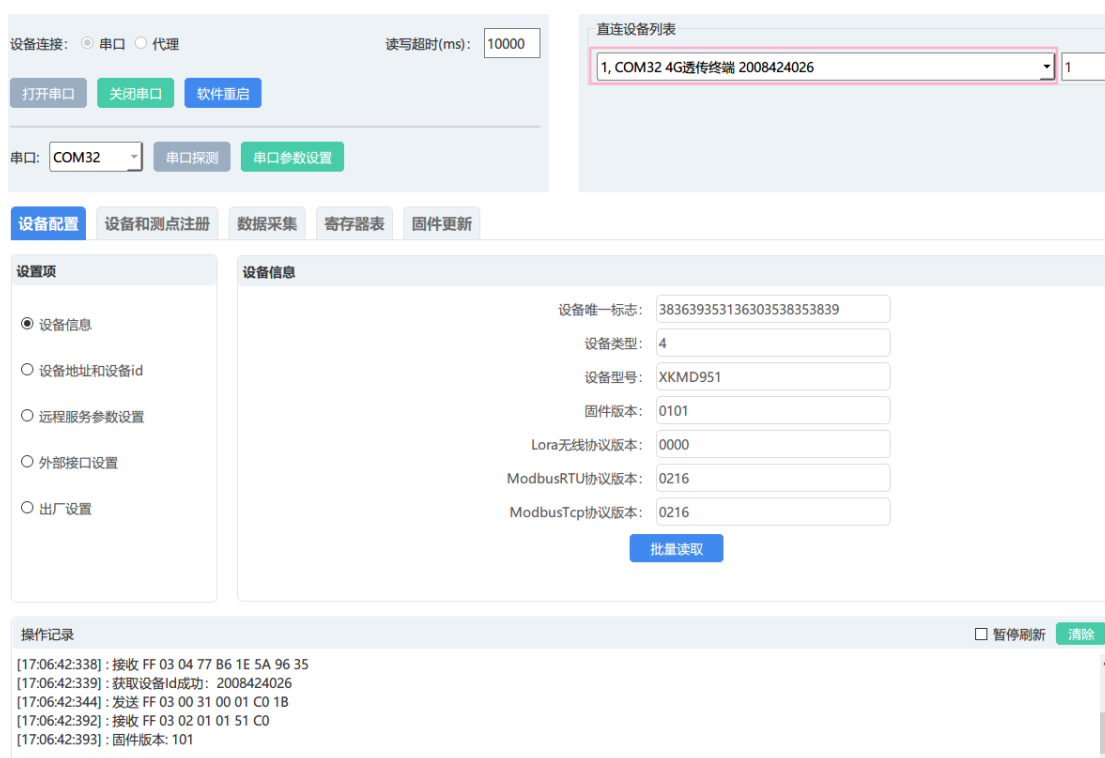 设备连接： 串口 代理 读写超时(ms)： 10000
直连设备列表
1, COM32 4G透传终端 2008424026 1
打开串口 关闭串口 软件重启
串口: COM32 串口探测 串口参数设置
设备配置 设备和测点注册 数据采集 寄存器表 固件更新
设置项
设备信息
设备地址和设备id
远程服务参数设置
外部接口设置
出厂设置
设备信息
设备唯一标志： 383639353136303538353839
设备类型： 4
设备型号： XKMD951
固件版本： 0101
Lora无线协议版本： 0000
ModbusRTU协议版本： 0216
ModbusTcp协议版本： 0216
批量读取
操作记录 暂停刷新 清除
[17:06:42:338] : 接收 FF 03 04 77 B6 1E 5A 96 35
[17:06:42:339] : 获取设备Id成功：2008424026
[17:06:42:344] : 发送 FF 03 00 31 00 01 C0 1B
[17:06:42:392] : 接收 FF 03 02 01 01 51 C0
[17:06:42:393] : 固件版本: 101